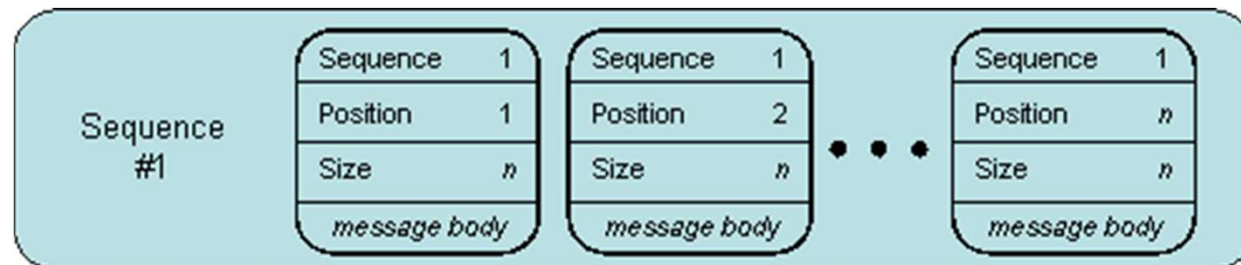 Sequence
#1
Sequence 1
Position 1
Size n
message body
Sequence 1
Position 2
Size n
message body
Sequence 1
Position n
Size n
message body